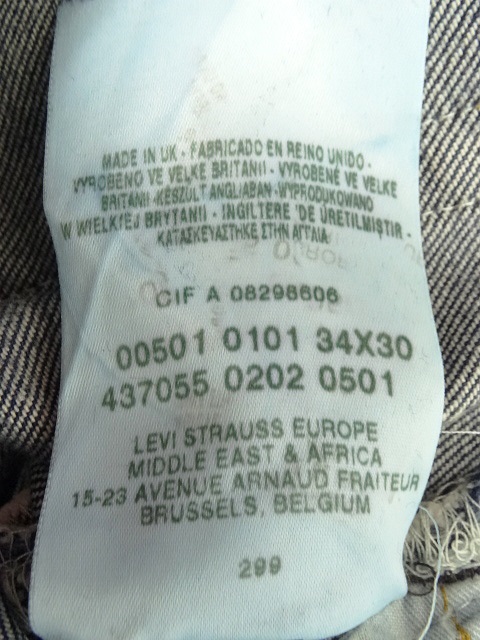 MADE IN UK - FABRICADO EN REINO UNIDO -
VYROBENO VE VELKE BRITANII - VYROBENÉ VE VELKE
BRITANII -KÉSZULT ANGLIABAN -WYPRODUKOWANO
W WIELKIEJ BRYTANII - INGILTERE 'DE ÜRETILMIŞTIR -
ΚΑΤΑΣΚΕΥΑΣΤΗΚΕ ΣΤΗΝ ΑΓΓΛΙΑ
CIF A 08298606
00501 0101 34X30
437055 0202 0501
LEVI STRAUSS EUROPE
MIDDLE EAST & AFRICA
15-23 AVENUE ARNAUD FRAITEUR
BRUSSELS, BELGIUM
299